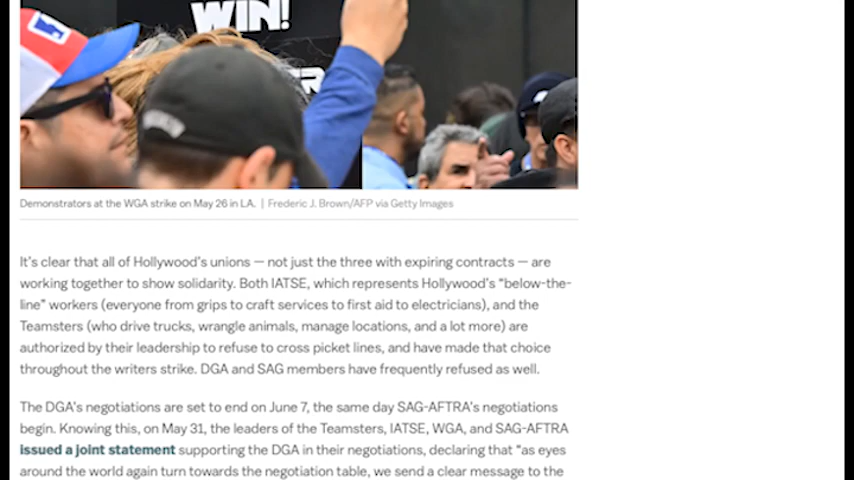 WIN!
Demonstrators at the WGA strike on May 26 in LA. | Frederic J. Brown/AFP via Getty Images
It's clear that all of Hollywood's unions — not just the three with expiring contracts — are
working together to show solidarity. Both IATSE, which represents Hollywood's "below-the-
line" workers (everyone from grips to craft services to first aid to electricians), and the
Teamsters (who drive trucks, wrangle animals, manage locations, and a lot more) are
authorized by their leadership to refuse to cross picket lines, and have made that choice
throughout the writers strike. DGA and SAG members have frequently refused as well.
The DGA's negotiations are set to end on June 7, the same day SAG-AFTRA's negotiations
begin. Knowing this, on May 31, the leaders of the Teamsters, IATSE, WGA, and SAG-AFTRA
issued a joint statement supporting the DGA in their negotiations, declaring that "as eyes
around the world again turn towards the negotiation table, we send a clear message to the